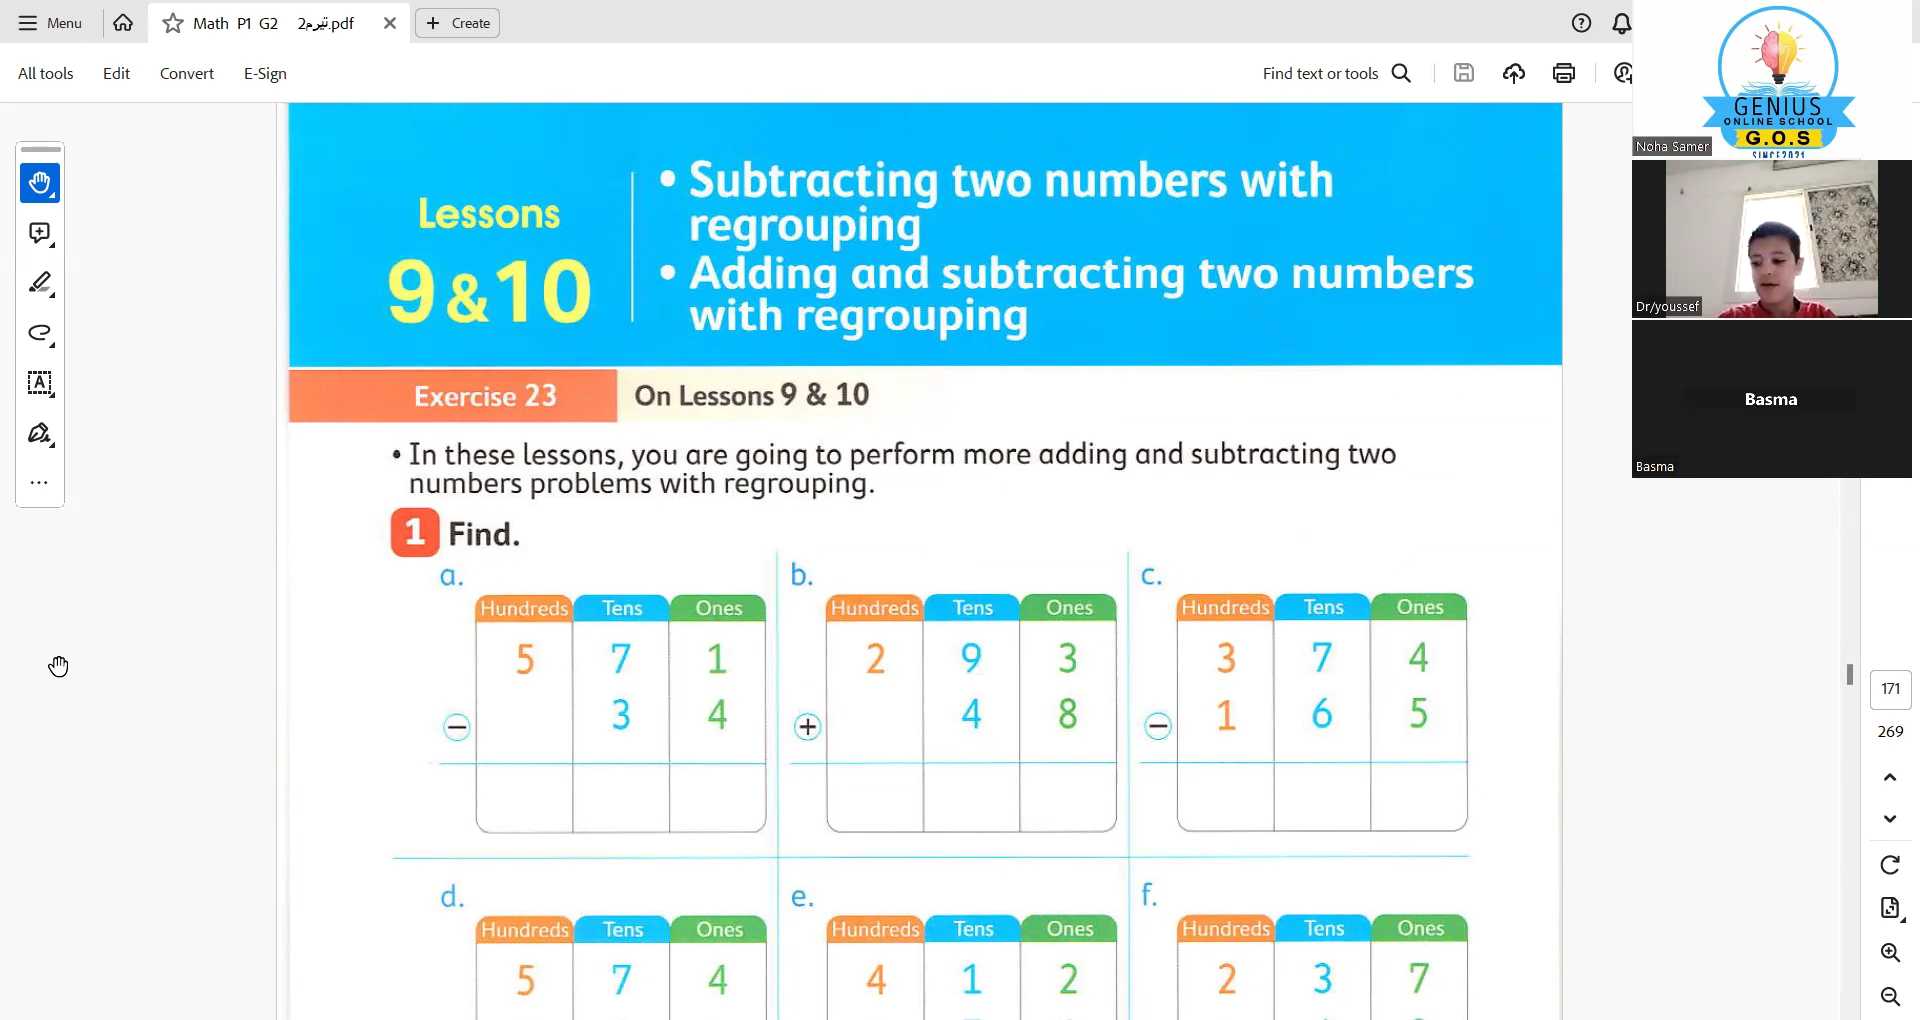 Menu
Math P1 G2 تيرم2.pdf
Create
All tools
Edit
Convert
E-Sign
Find text or tools
GENIUS
ONLINE SCHOOL
G.O.S
SINCE2021
Noha Samer
Dr/youssef
Basma
Basma
Lessons
9 & 10
• Subtracting two numbers with
regrouping
• Adding and subtracting two numbers
with regrouping
Exercise 23
On Lessons 9 & 10
• In these lessons, you are going to perform more adding and subtracting two
numbers problems with regrouping.
1 Find.
a.
Hundreds Tens Ones
5 7 1
− 3 4
b.
Hundreds Tens Ones
2 9 3
+ 4 8
c.
Hundreds Tens Ones
3 7 4
− 1 6 5
d.
Hundreds Tens Ones
5 7 4
e.
Hundreds Tens Ones
4 1 2
f.
Hundreds Tens Ones
2 3 7
171
269